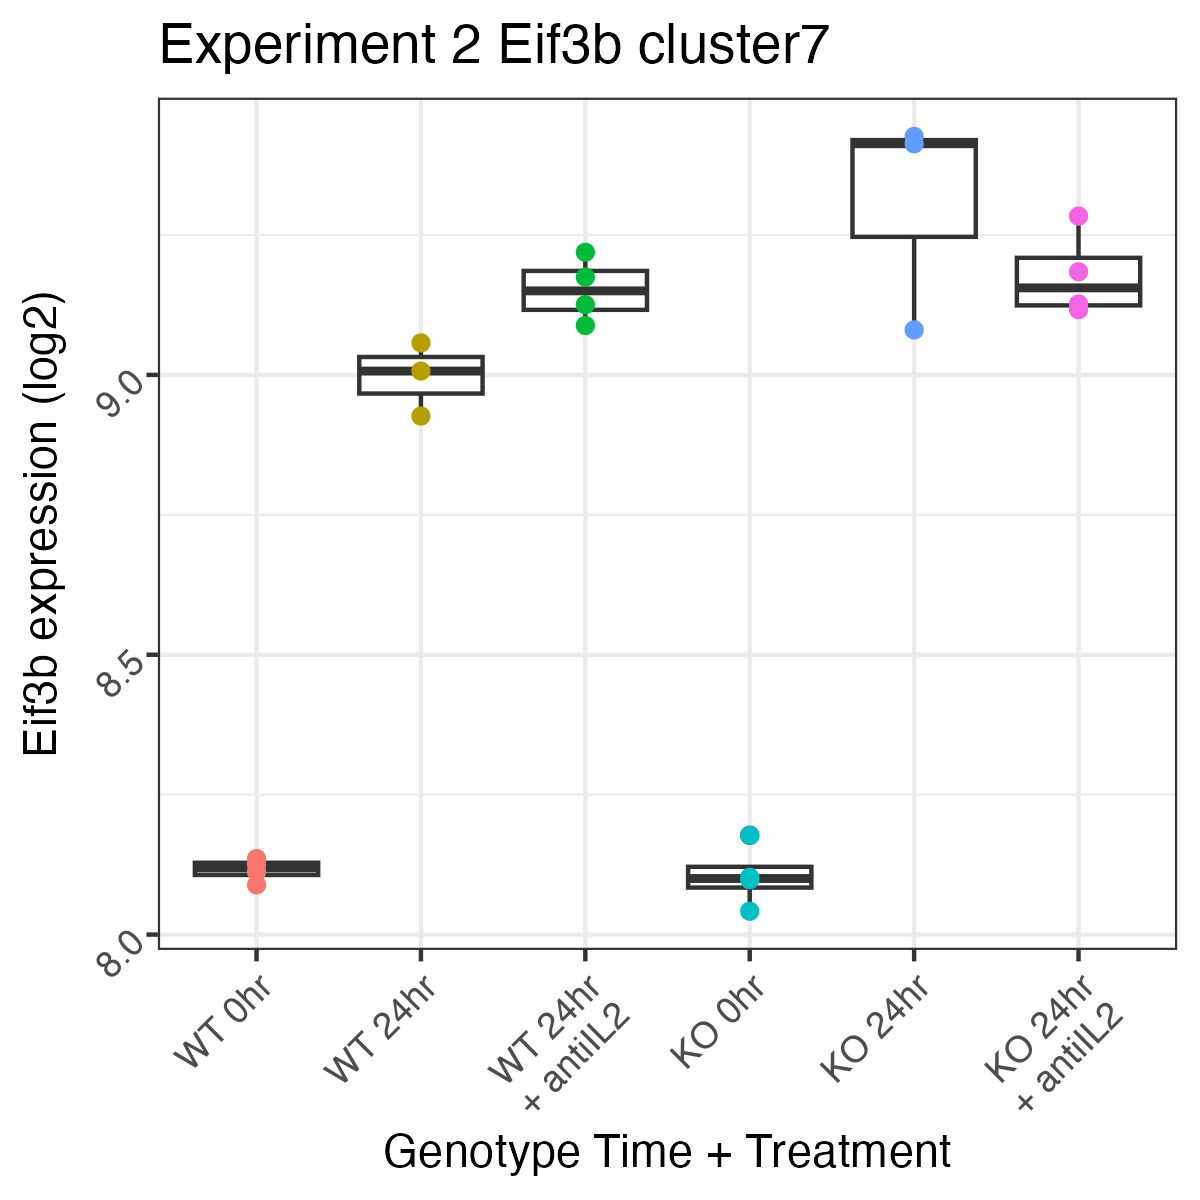 Experiment 2 Eif3b cluster7
Eif3b expression (log2)
9.0
8.5
8.0
WT 0hr
WT 24hr
WT 24hr
+ antiIL2
KO 0hr
KO 24hr
KO 24hr
+ antiIL2
Genotype Time + Treatment